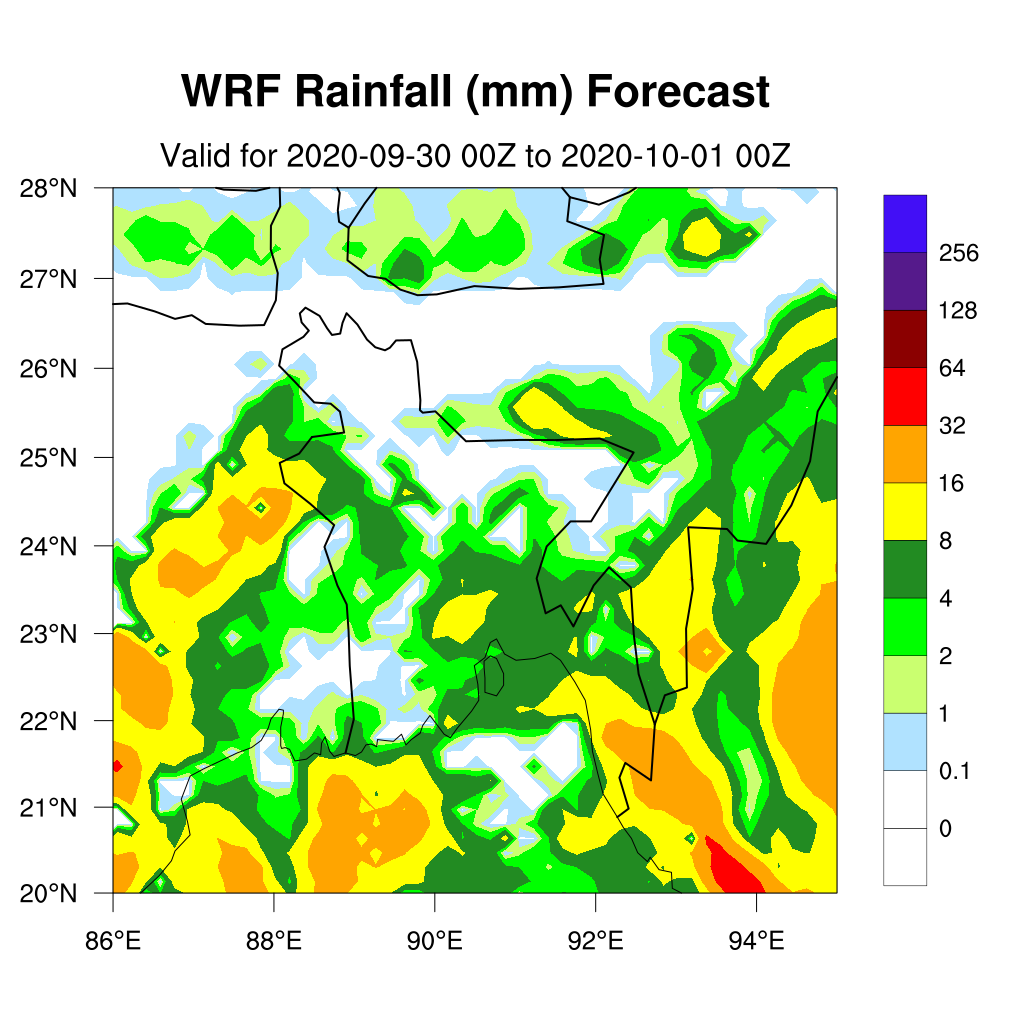 WRF Rainfall (mm) Forecast
Valid for 2020-09-30 00Z to 2020-10-01 00Z
28°N
27°N
26°N
25°N
24°N
23°N
22°N
21°N
20°N
86°E 88°E 90°E 92°E 94°E
256
128
64
32
16
8
4
2
1
0.1
0